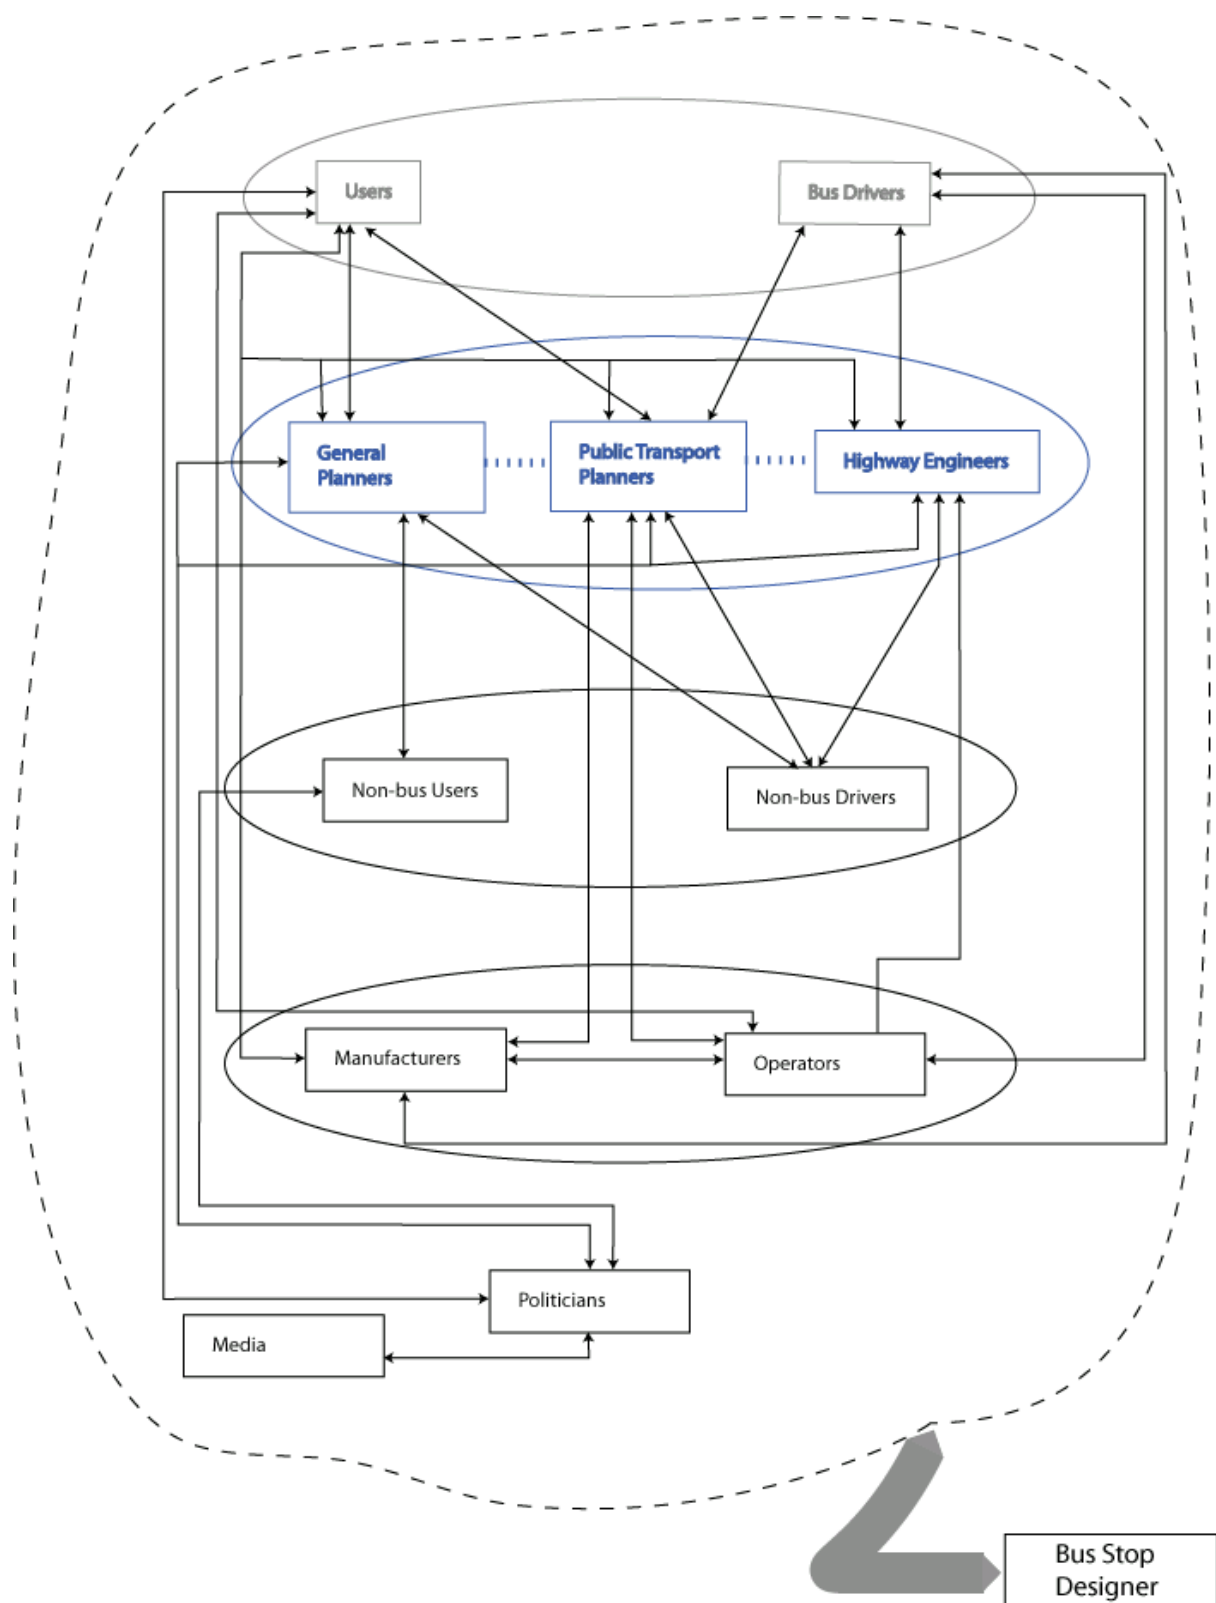 Users
Bus Drivers
General
Planners
Public Transport
Planners
Highway Engineers
Non-bus Users
Non-bus Drivers
Manufacturers
Operators
Politicians
Media
Bus Stop
Designer